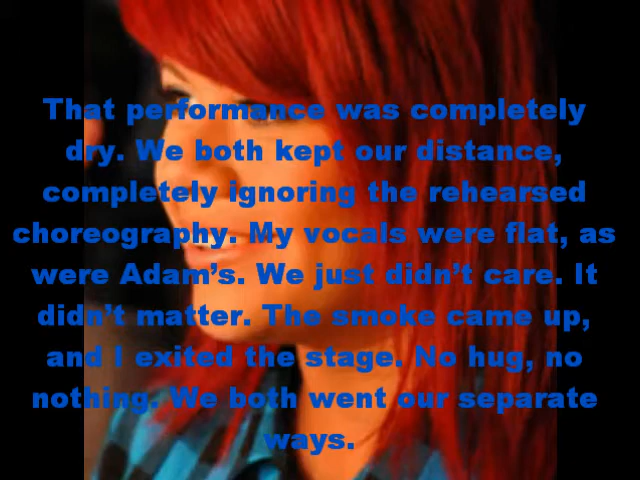 That performance was completely
dry. We both kept our distance,
completely ignoring the rehearsed
choreography. My vocals were flat, as
were Adam's. We just didn't care. It
didn't matter. The smoke came up,
and I exited the stage. No hug, no
nothing. We both went our separate
ways.